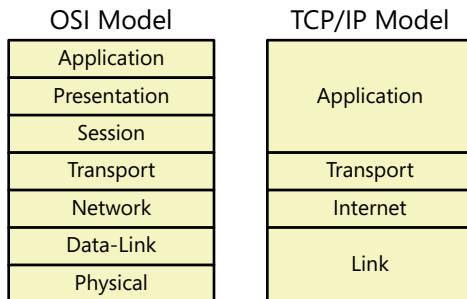 OSI Model
Application
Presentation
Session
Transport
Network
Data-Link
Physical
TCP/IP Model
Application
Transport
Internet
Link